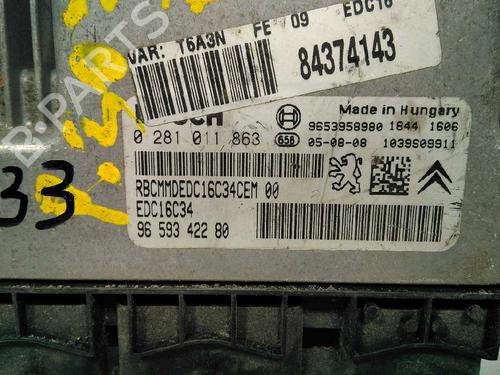 VAR: T6A3N FE 09 EDC16
84374143
Made in Hungary
0 281 011 863
9653958980 1844 1606
656 05-08-08 1039S09911
RBCMMDEDC16C34CEM 00
EDC16C34
96 593 422 80
33
B-PARTS